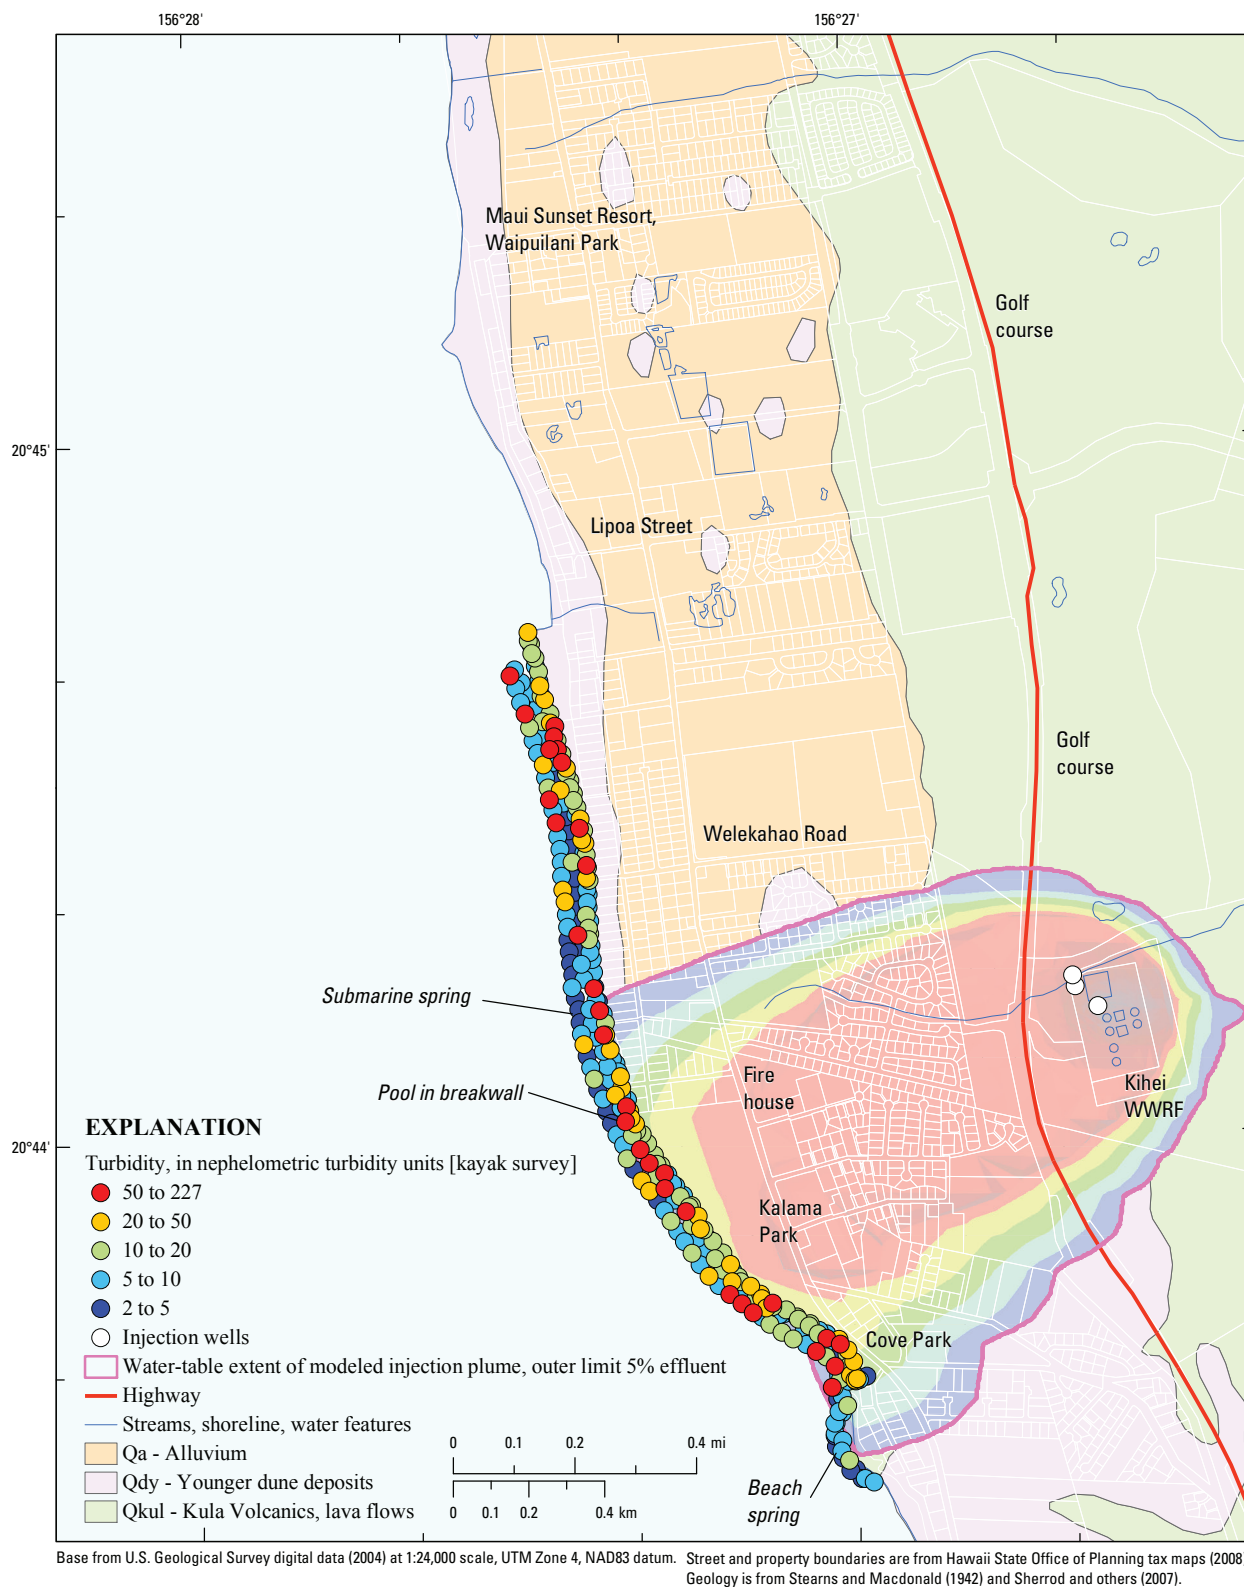 156°28'
156°27'
Maui Sunset Resort,
Waipuilani Park
Golf
course
20°45'
Lipoa Street
Golf
course
Welekahao Road
Submarine spring
Pool in breakwall
Fire
house
Kihei
WWRF
20°44'
Kalama
Park
Cove Park
Beach
spring
EXPLANATION
Turbidity, in nephelometric turbidity units [kayak survey]
50 to 227
20 to 50
10 to 20
5 to 10
2 to 5
Injection wells
Water-table extent of modeled injection plume, outer limit 5% effluent
Highway
Streams, shoreline, water features
Qa - Alluvium
Qdy - Younger dune deposits
Qkul - Kula Volcanics, lava flows
0 0.1 0.2 0.4 mi
0 0.1 0.2 0.4 km
Base from U.S. Geological Survey digital data (2004) at 1:24,000 scale, UTM Zone 4, NAD83 datum. Street and property boundaries are from Hawaii State Office of Planning tax maps (2008)
Geology is from Stearns and Macdonald (1942) and Sherrod and others (2007).